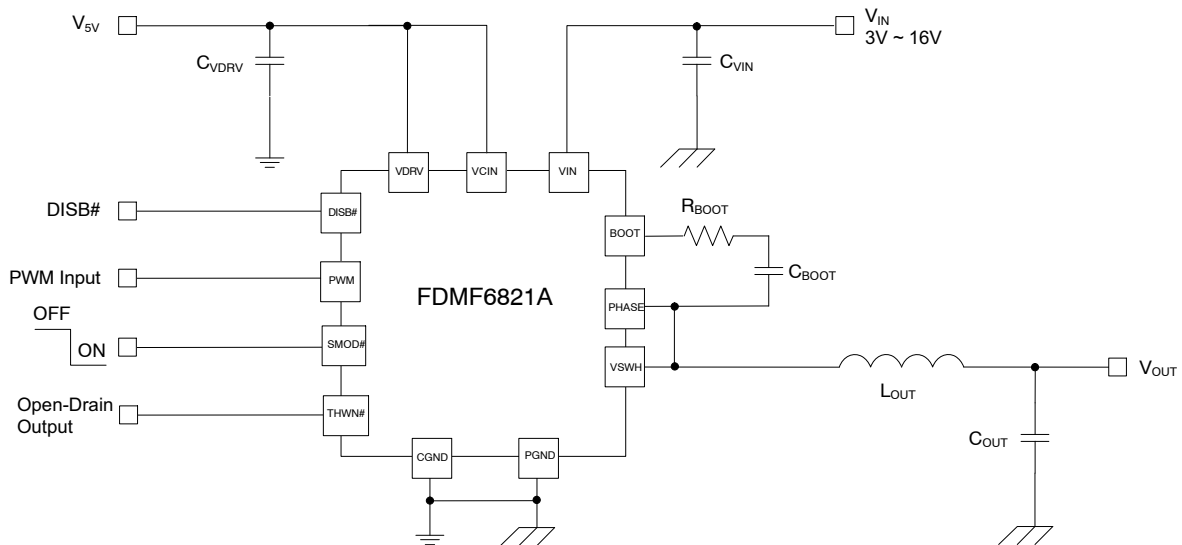 V5V
CVDRV
CVIN
VIN
3V ~ 16V
VDRV
VCIN
VIN
DISB#
DISB#
BOOT
RBOOT
CBOOT
PWM Input
PWM
FDMF6821A
PHASE
OFF
ON
SMOD#
VSWH
LOUT
VOUT
Open-Drain
Output
THWN#
COUT
CGND
PGND